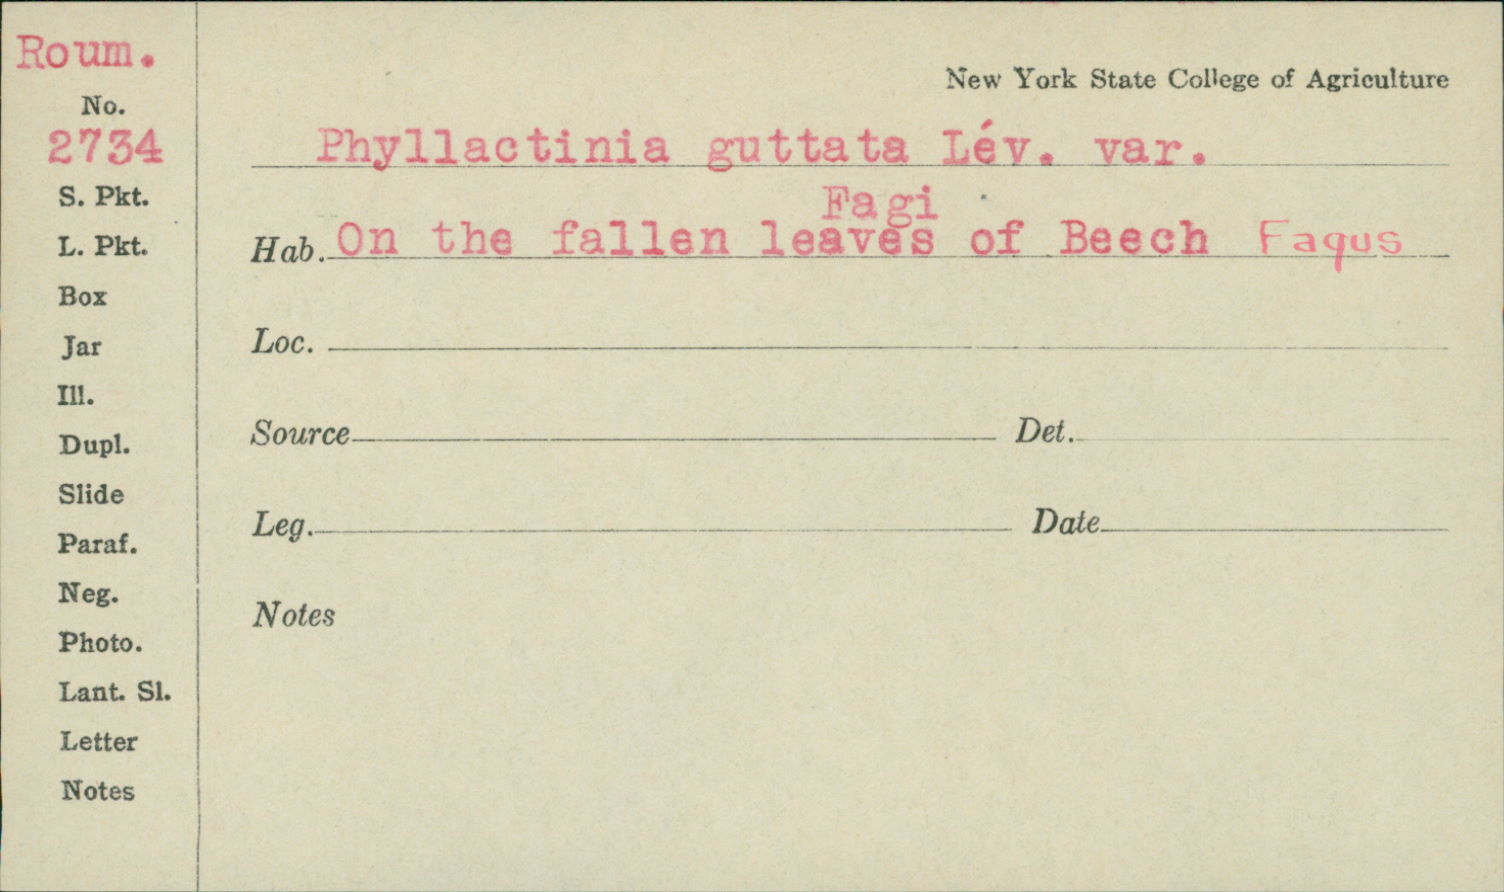 Roum.
No.
2734
S. Pkt.
L. Pkt.
Box
Jar
Ill.
Dupl.
Slide
Paraf.
Neg.
Photo.
Lant. Sl.
Letter
Notes
New York State College of Agriculture
Phyllactinia guttata Lév. var.
Fagi
Hab. On the fallen leaves of Beech Fagus
Loc.
Source Det.
Leg. Date
Notes